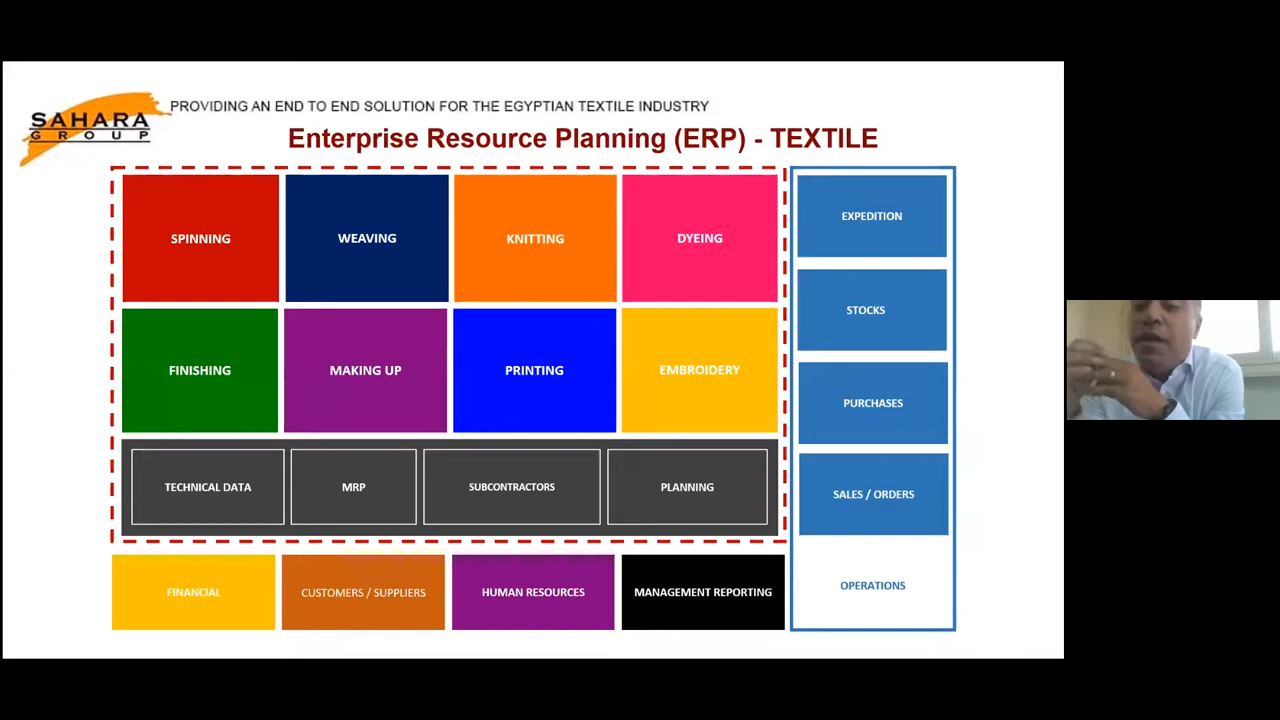 SAHARA
GROUP
PROVIDING AN END TO END SOLUTION FOR THE EGYPTIAN TEXTILE INDUSTRY
Enterprise Resource Planning (ERP) - TEXTILE
SPINNING
WEAVING
KNITTING
DYEING
FINISHING
MAKING UP
PRINTING
EMBROIDERY
TECHNICAL DATA
MRP
SUBCONTRACTORS
PLANNING
FINANCIAL
CUSTOMERS / SUPPLIERS
HUMAN RESOURCES
MANAGEMENT REPORTING
EXPEDITION
STOCKS
PURCHASES
SALES / ORDERS
OPERATIONS